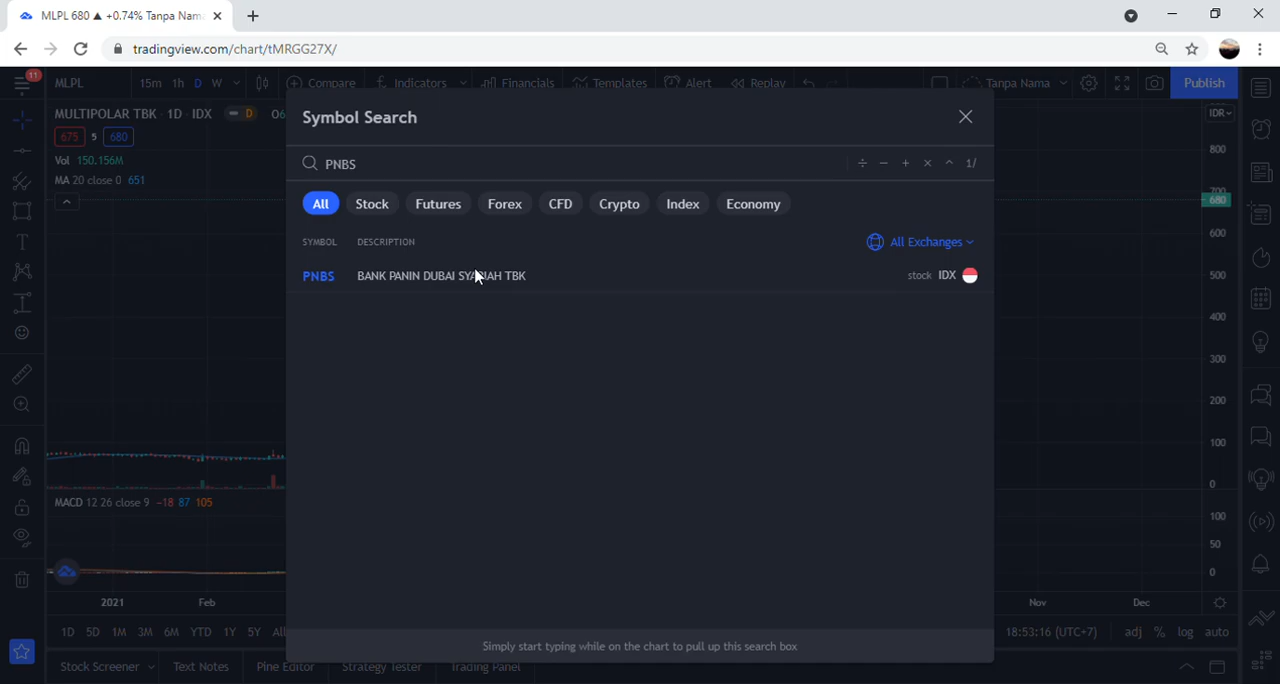 MLPL 680 ▲ +0.74% Tanpa Nam
tradingview.com/chart/tMRGG27X/
11
MLPL 15m 1h D W Compare Indicators Financials Templates Alert Replay Tanpa Nama Publish
MULTIPOLAR TBK · 1D · IDX D
IDR
675 5 680
Vol 150.156M
MA 20 close 0 651
Symbol Search
PNBS
÷ − + × ^ 1/
All Stock Futures Forex CFD Crypto Index Economy
SYMBOL DESCRIPTION All Exchanges
PNBS BANK PANIN DUBAI SYARIAH TBK stock IDX
800
700
680
600
500
400
300
200
100
0
MACD 12 26 close 9 −18 87 105
100
50
0
2021 Feb Nov Dec
1D 5D 1M 3M 6M YTD 1Y 5Y All 18:53:16 (UTC+7) adj % log auto
Simply start typing while on the chart to pull up this search box
Stock Screener Text Notes Pine Editor Strategy Tester Trading Panel